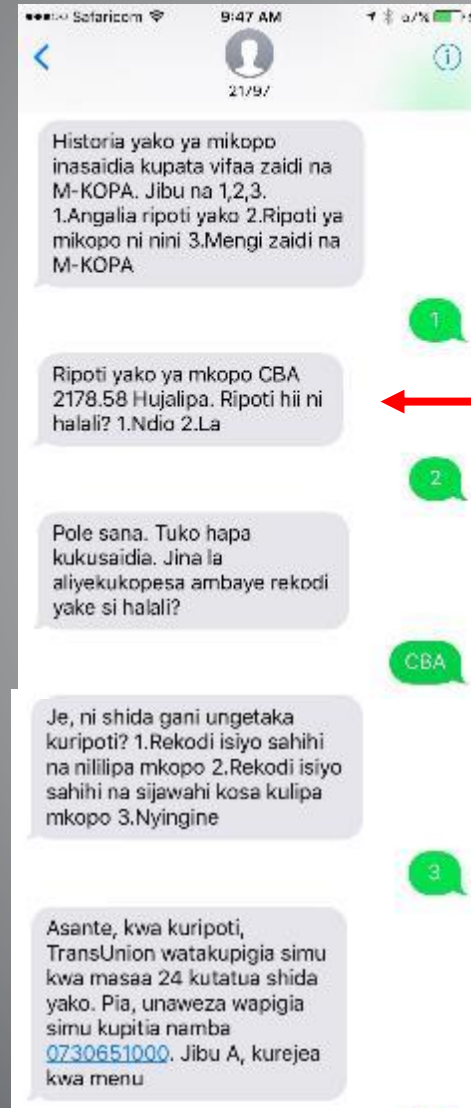 Safaricom 9:47 AM
Historia yako ya mikopo
inasaidia kupata vifaa zaidi na
M-KOPA. Jibu na 1,2,3.
1.Angalia ripoti yako 2.Ripoti ya
mikopo ni nini 3.Mengi zaidi na
M-KOPA
1
Ripoti yako ya mkopo CBA
2178.58 Hujalipa. Ripoti hii ni
halali? 1.Ndio 2.La
2
Pole sana. Tuko hapa
kukusaidia. Jina la
aliyekukopesa ambaye rekodi
yake si halali?
CBA
Je, ni shida gani ungetaka
kuripoti? 1.Rekodi isiyo sahihi
na nililipa mkopo 2.Rekodi isiyo
sahihi na sijawahi kosa kulipa
mkopo 3.Nyingine
3
Asante, kwa kuripoti,
TransUnion watakupigia simu
kwa masaa 24 kutatua shida
yako. Pia, unaweza wapigia
simu kupitia namba
0730651000. Jibu A, kurejea
kwa menu